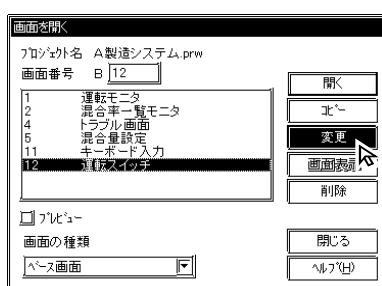 画面を開く
ﾌﾟﾛｼﾞｪｸﾄ名 A製造システム.prw
画面番号 B 12
1 運転モニタ
2 混合率一覧モニタ
4 トラブル画面
5 混合量設定
11 キーボード入力
12 運転スイッチ
ﾌﾟﾚﾋﾞｭｰ
画面の種類
ﾍﾞｰｽ画面
開く
ｺﾋﾟｰ
変更
画面表示
削除
閉じる
ﾍﾙﾌﾟ(H)